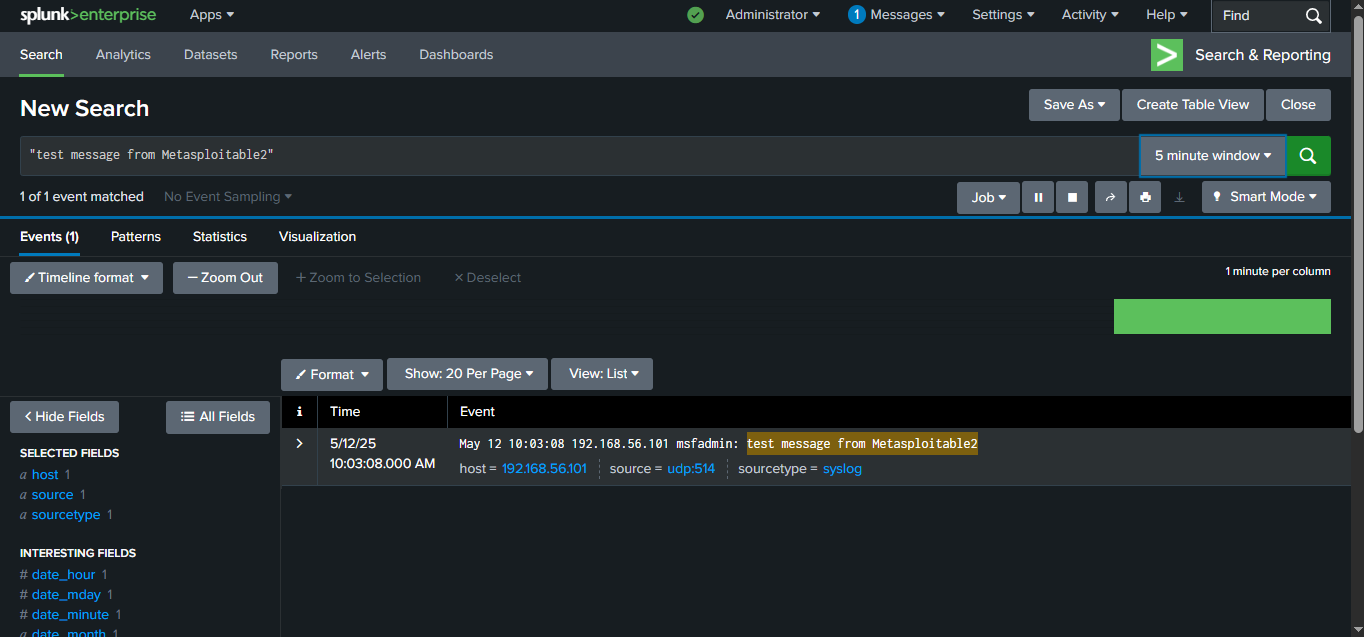 splunk>enterprise Apps Administrator 1 Messages Settings Activity Help Find
Search Analytics Datasets Reports Alerts Dashboards > Search & Reporting
New Search
Save As Create Table View Close
"test message from Metasploitable2" 5 minute window
1 of 1 event matched No Event Sampling Job Smart Mode
Events (1) Patterns Statistics Visualization
Timeline format — Zoom Out + Zoom to Selection × Deselect 1 minute per column
Format Show: 20 Per Page View: List
< Hide Fields All Fields
i Time Event
> 5/12/25 May 12 10:03:08 192.168.56.101 msfadmin: test message from Metasploitable2
10:03:08.000 AM host = 192.168.56.101 source = udp:514 sourcetype = syslog
SELECTED FIELDS
a host 1
a source 1
a sourcetype 1
INTERESTING FIELDS
# date_hour 1
# date_mday 1
# date_minute 1
a date_month 1